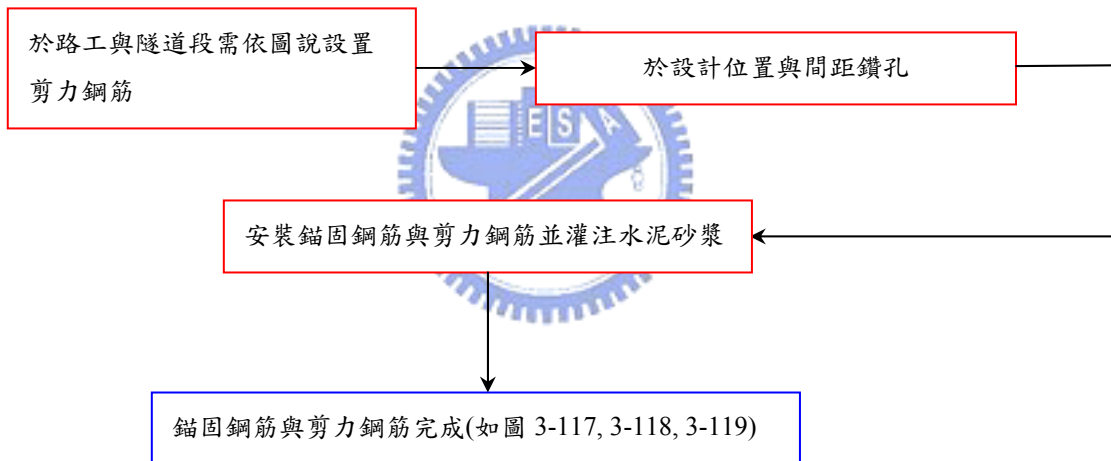 於路工與隧道段需依圖說設置
剪力鋼筋
於設計位置與間距鑽孔
E S A
安裝錨固鋼筋與剪力鋼筋並灌注水泥砂漿
錨固鋼筋與剪力鋼筋完成(如圖 3-117, 3-118, 3-119)